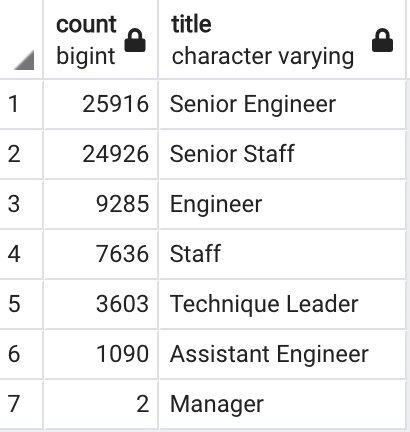 count title
bigint character varying
1 25916 Senior Engineer
2 24926 Senior Staff
3 9285 Engineer
4 7636 Staff
5 3603 Technique Leader
6 1090 Assistant Engineer
7 2 Manager